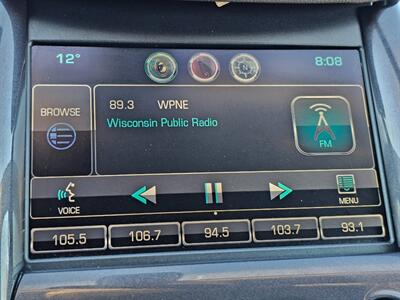 12°
8:08
N
BROWSE
89.3 WPNE
Wisconsin Public Radio
FM
VOICE
MENU
105.5 106.7 94.5 103.7 93.1